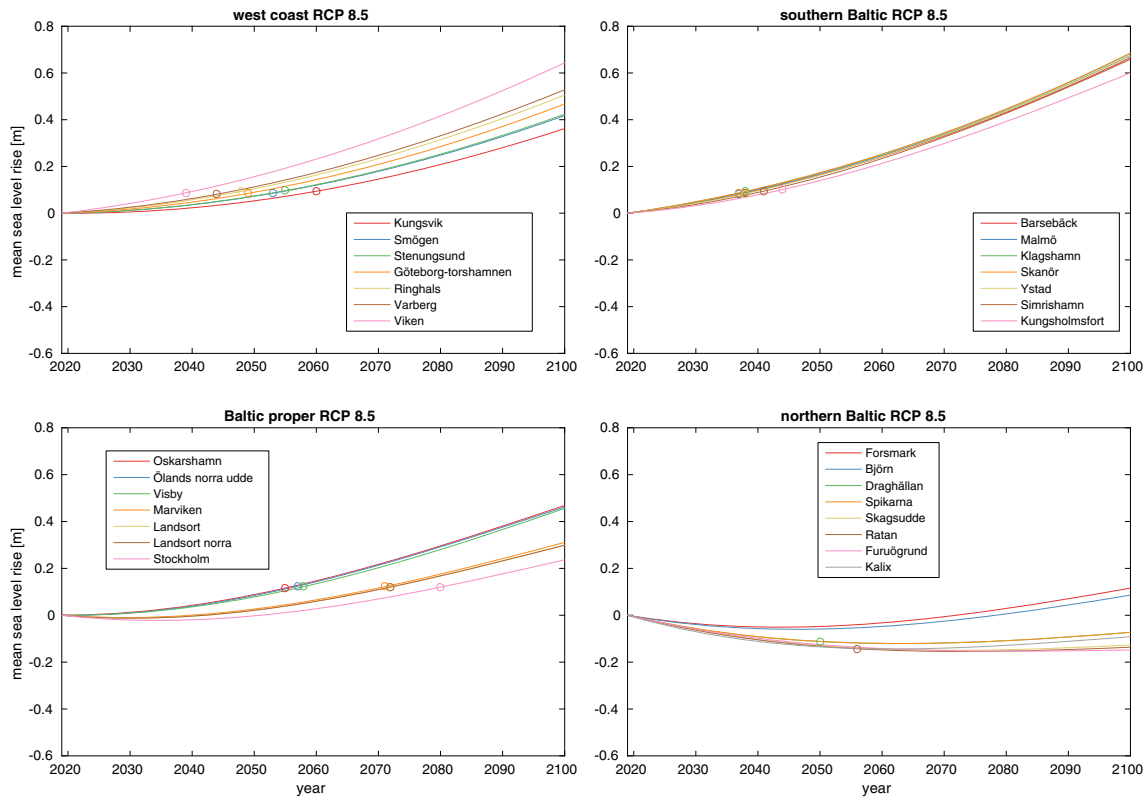 west coast RCP 8.5
mean sea level rise [m]
0.8
0.6
0.4
0.2
0
-0.2
-0.4
-0.6
2020 2030 2040 2050 2060 2070 2080 2090 2100
Kungsvik
Smögen
Stenungsund
Göteborg-torshamnen
Ringhals
Varberg
Viken
southern Baltic RCP 8.5
0.8
0.6
0.4
0.2
0
-0.2
-0.4
-0.6
2020 2030 2040 2050 2060 2070 2080 2090 2100
Barsebäck
Malmö
Klagshamn
Skanör
Ystad
Simrishamn
Kungsholmsfort
Baltic proper RCP 8.5
mean sea level rise [m]
0.8
0.6
0.4
0.2
0
-0.2
-0.4
-0.6
2020 2030 2040 2050 2060 2070 2080 2090 2100
year
Oskarshamn
Õlands norra udde
Visby
Marviken
Landsort
Landsort norra
Stockholm
northern Baltic RCP 8.5
0.8
0.6
0.4
0.2
0
-0.2
-0.4
-0.6
2020 2030 2040 2050 2060 2070 2080 2090 2100
year
Forsmark
Björn
Draghällan
Spikarna
Skagsudde
Ratan
Furuögrund
Kalix